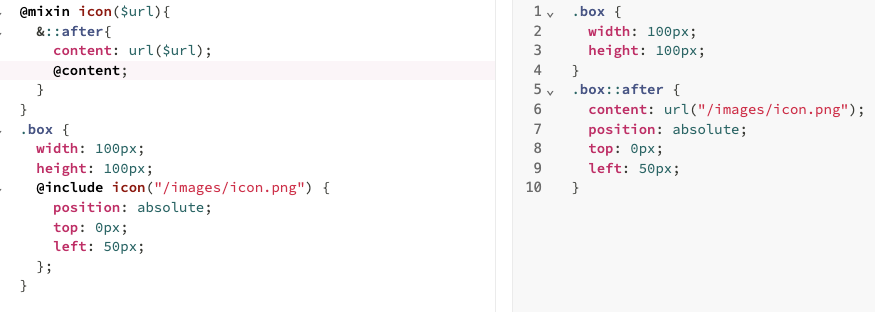 @mixin icon($url){
  &::after{
    content: url($url);
    @content;
  }
}
.box {
  width: 100px;
  height: 100px;
  @include icon("/images/icon.png") {
    position: absolute;
    top: 0px;
    left: 50px;
  };
}
1 .box {
2   width: 100px;
3   height: 100px;
4 }
5 .box::after {
6   content: url("/images/icon.png");
7   position: absolute;
8   top: 0px;
9   left: 50px;
10 }